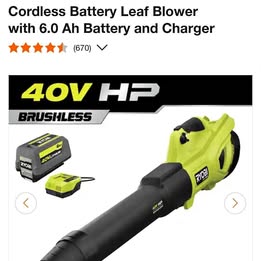 Cordless Battery Leaf Blower
with 6.0 Ah Battery and Charger
(670)
40V HP
BRUSHLESS
RYOBI